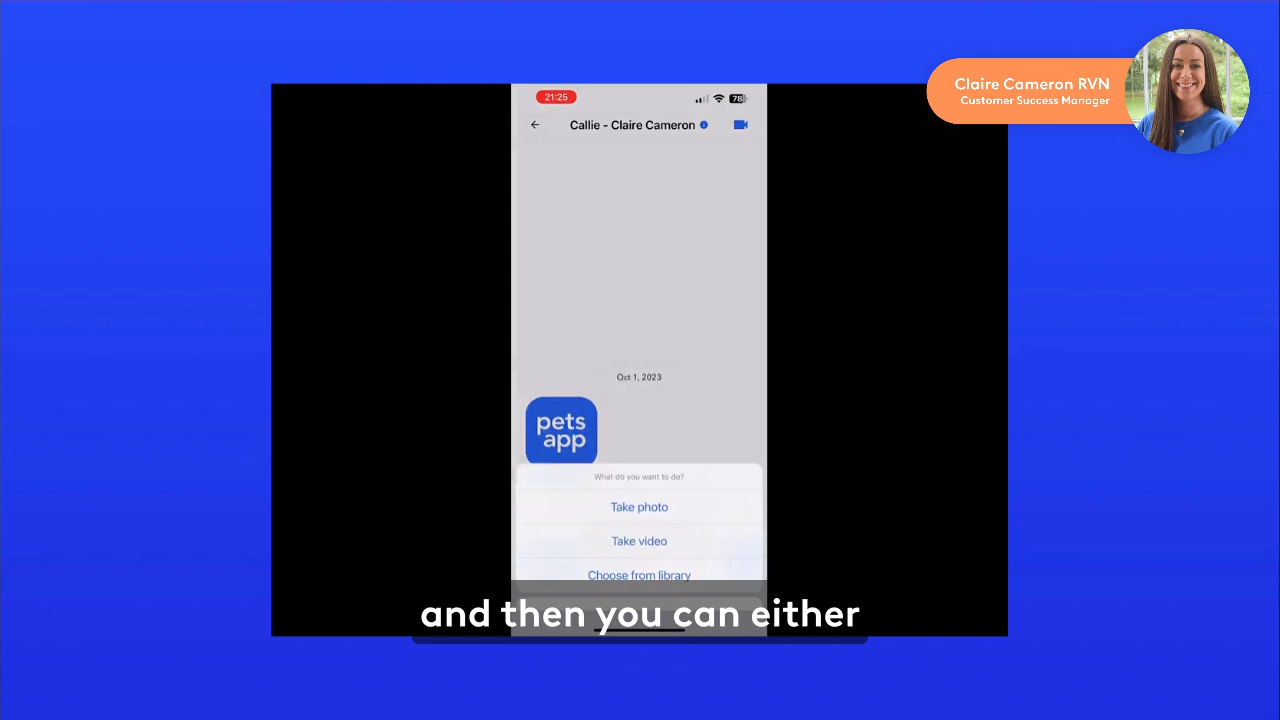 Claire Cameron RVN
Customer Success Manager
21:25
78
Callie - Claire Cameron
Oct 1, 2023
pets
app
What do you want to do?
Take photo
Take video
Choose from library
and then you can either